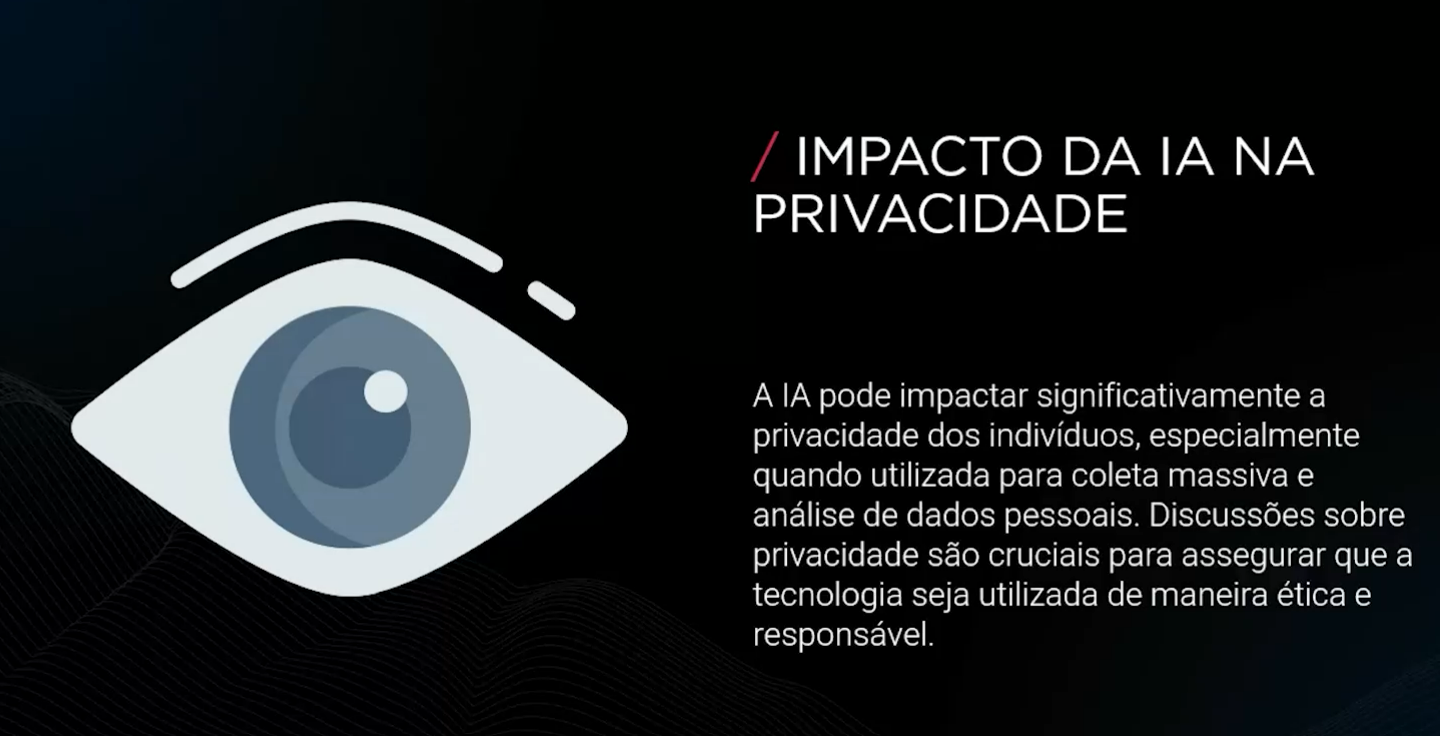 / IMPACTO DA IA NA
PRIVACIDADE
A IA pode impactar significativamente a
privacidade dos indivíduos, especialmente
quando utilizada para coleta massiva e
análise de dados pessoais. Discussões sobre
privacidade são cruciais para assegurar que a
tecnologia seja utilizada de maneira ética e
responsável.